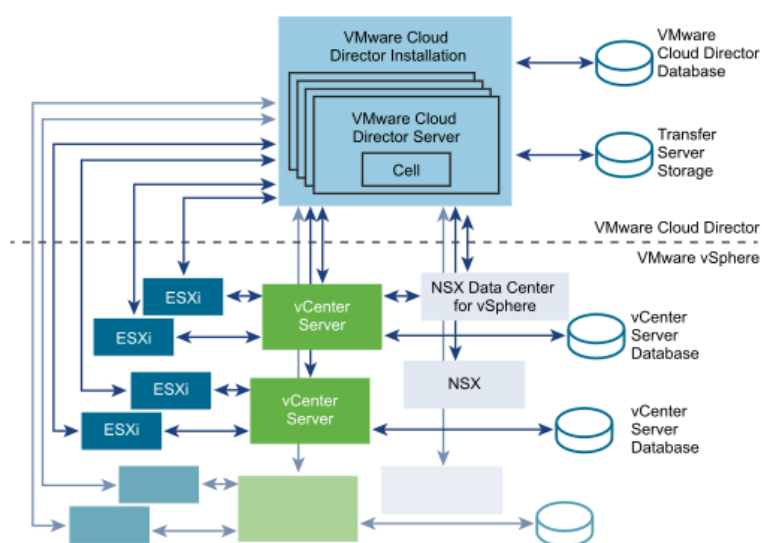 VMware Cloud
Director Installation
VMware
Cloud Director
Database
VMware Cloud
Director Server
Cell
Transfer
Server
Storage
VMware Cloud Director
VMware vSphere
ESXi
vCenter
Server
NSX Data Center
for vSphere
ESXi
vCenter
Server
Database
ESXi
vCenter
Server
NSX
ESXi
vCenter
Server
Database